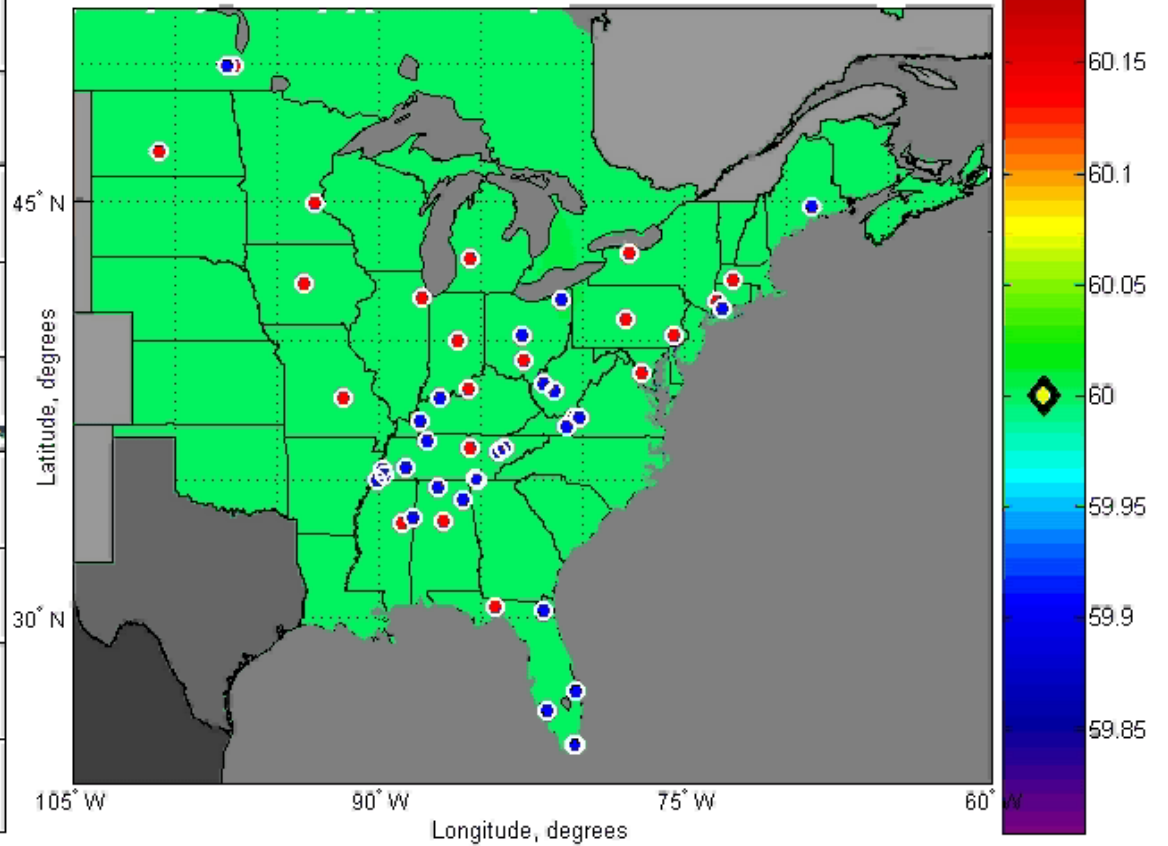 60.15
60.1
45° N
60.05
Latitude, degrees
60
59.95
59.9
30° N
59.85
105° W
90° W
75° W
60° W
Longitude, degrees